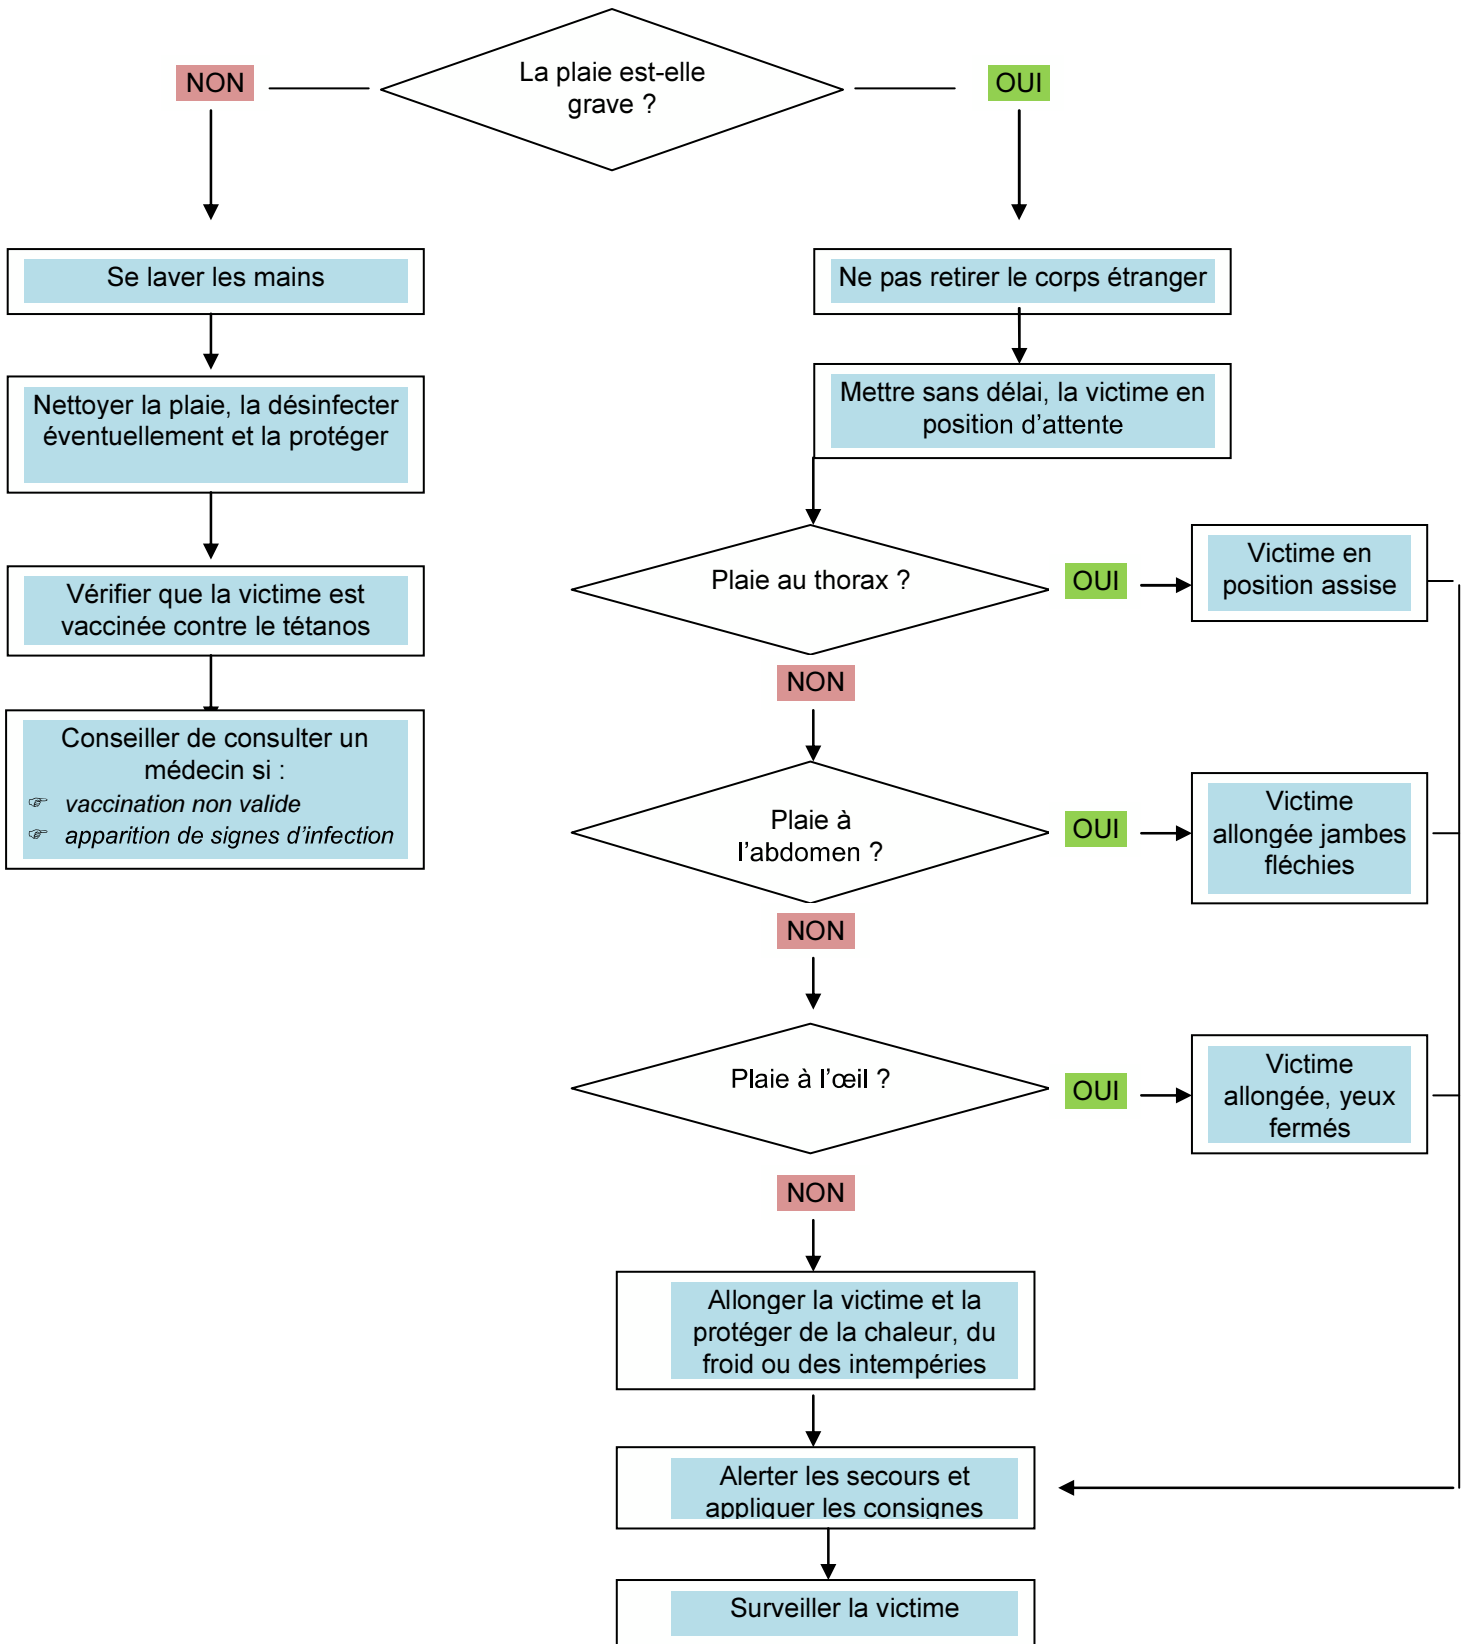 La plaie est-elle
grave ?
NON
OUI
Se laver les mains
Nettoyer la plaie, la désinfecter
éventuellement et la protéger
Vérifier que la victime est
vaccinée contre le tétanos
Conseiller de consulter un
médecin si :
☞ vaccination non valide
☞ apparition de signes d’infection
Ne pas retirer le corps étranger
Mettre sans délai, la victime en
position d’attente
Plaie au thorax ?
OUI
Victime en
position assise
NON
Plaie à
l’abdomen ?
OUI
Victime
allongée jambes
fléchies
NON
Plaie à l’œil ?
OUI
Victime
allongée, yeux
fermés
NON
Allonger la victime et la
protéger de la chaleur, du
froid ou des intempéries
Alerter les secours et
appliquer les consignes
Surveiller la victime